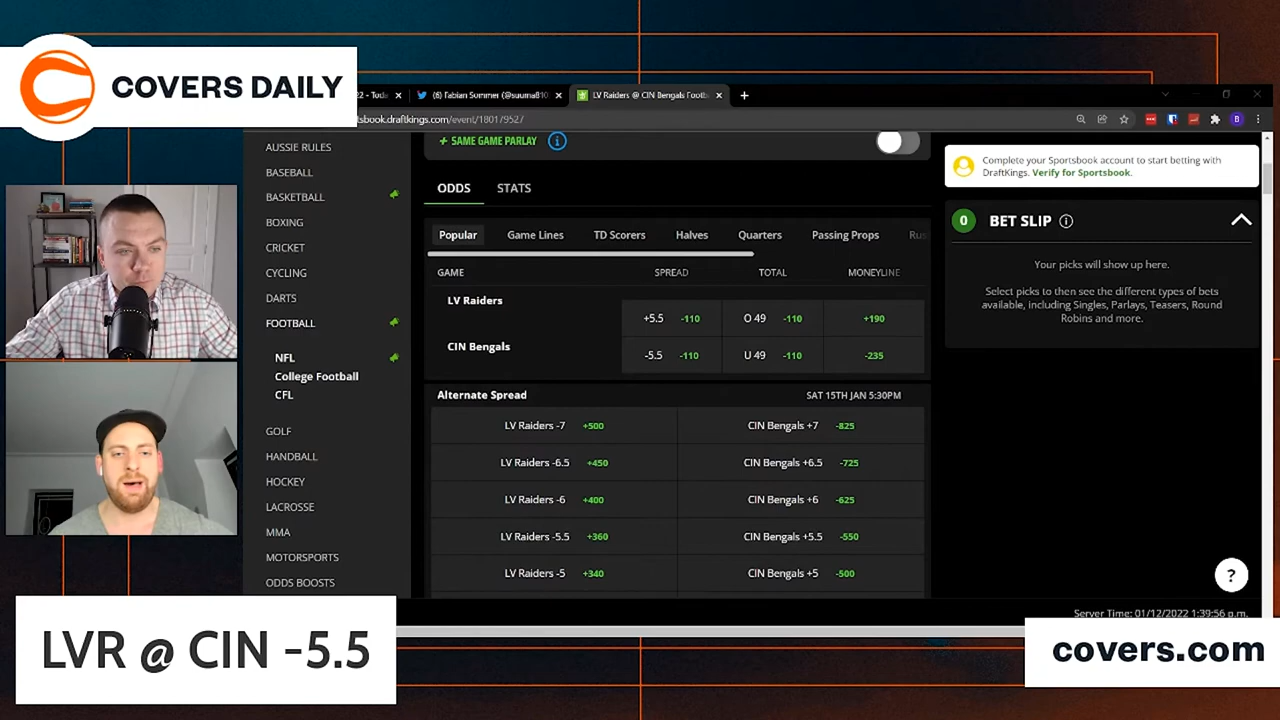 COVERS DAILY
22 - Toda
(6) Fabian Sommer (@suuma810
LV Raiders @ CIN Bengals Footb
sbook.draftkings.com/event/18017952/
B
AUSSIE RULES
BASEBALL
BASKETBALL
BOXING
CRICKET
CYCLING
DARTS
FOOTBALL
NFL
College Football
CFL
GOLF
HANDBALL
HOCKEY
LACROSSE
MMA
MOTORSPORTS
ODDS BOOSTS
+ SAME GAME PARLAY
ODDS STATS
Popular Game Lines TD Scorers Halves Quarters Passing Props Rus
GAME SPREAD TOTAL MONEYLINE
LV Raiders
+5.5 -110 O 49 -110 +190
CIN Bengals
-5.5 -110 U 49 -110 -235
Alternate Spread SAT 15TH JAN 5:30PM
LV Raiders -7 +500 CIN Bengals +7 -825
LV Raiders -6.5 +450 CIN Bengals +6.5 -725
LV Raiders -6 +400 CIN Bengals +6 -625
LV Raiders -5.5 +360 CIN Bengals +5.5 -550
LV Raiders -5 +340 CIN Bengals +5 -500
Complete your Sportsbook account to start betting with
DraftKings. Verify for Sportsbook.
0 BET SLIP
Your picks will show up here.
Select picks to then see the different types of bets
available, including Singles, Parlays, Teasers, Round
Robins and more.
?
Server Time: 01/12/2022 1:39:56 p.m.
LVR @ CIN -5.5
covers.com